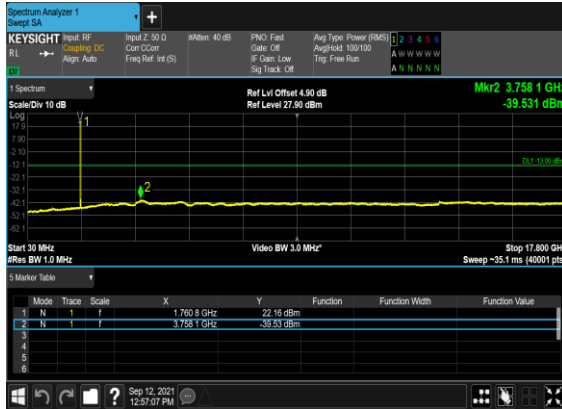 Spectrum Analyzer 1
Swept SA
+
KEYSIGHT Input: RF Input Z: 50 Ω #Atten: 40 dB PNO: Fast Avg Type: Power (RMS) 1 2 3 4 5 6
RL Coupling: DC Corr CCorr Gate: Off Avg|Hold: 100/100 A W W W W W
Align: Auto Freq Ref: Int (S) IF Gain: Low Trig: Free Run
LU Sig Track: Off A N N N N N
1 Spectrum Ref Lvl Offset 4.90 dB Mkr2 3.758 1 GHz
Scale/Div 10 dB Ref Level 27.90 dBm -39.531 dBm
Log
17.9
1
7.90
-2.10
-12.1
DL1 -13.00 dBm
-22.1
-32.1
2
-42.1
-52.1
-62.1
Start 30 MHz Video BW 3.0 MHz* Stop 17.800 GHz
#Res BW 1.0 MHz Sweep ~35.1 ms (40001 pts)
5 Marker Table
Mode Trace Scale X Y Function Function Width Function Value
1 N 1 f 1.760 8 GHz 22.16 dBm
2 N 1 f 3.758 1 GHz -39.53 dBm
3
4
5
6
? Sep 12, 2021
12:57:07 PM